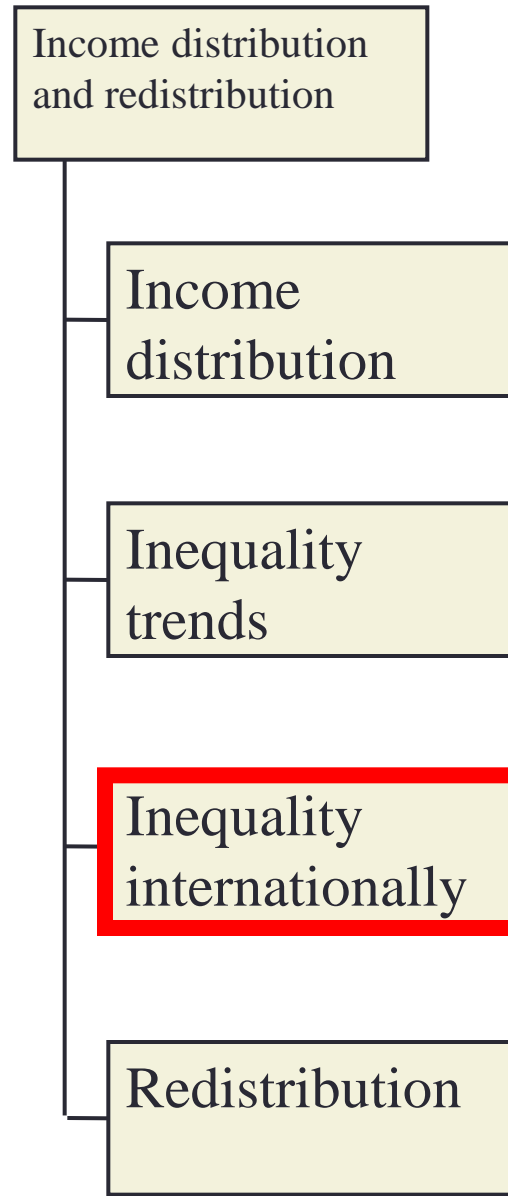 Income distribution
and redistribution
Income
distribution
Inequality
trends
Inequality
internationally
Redistribution